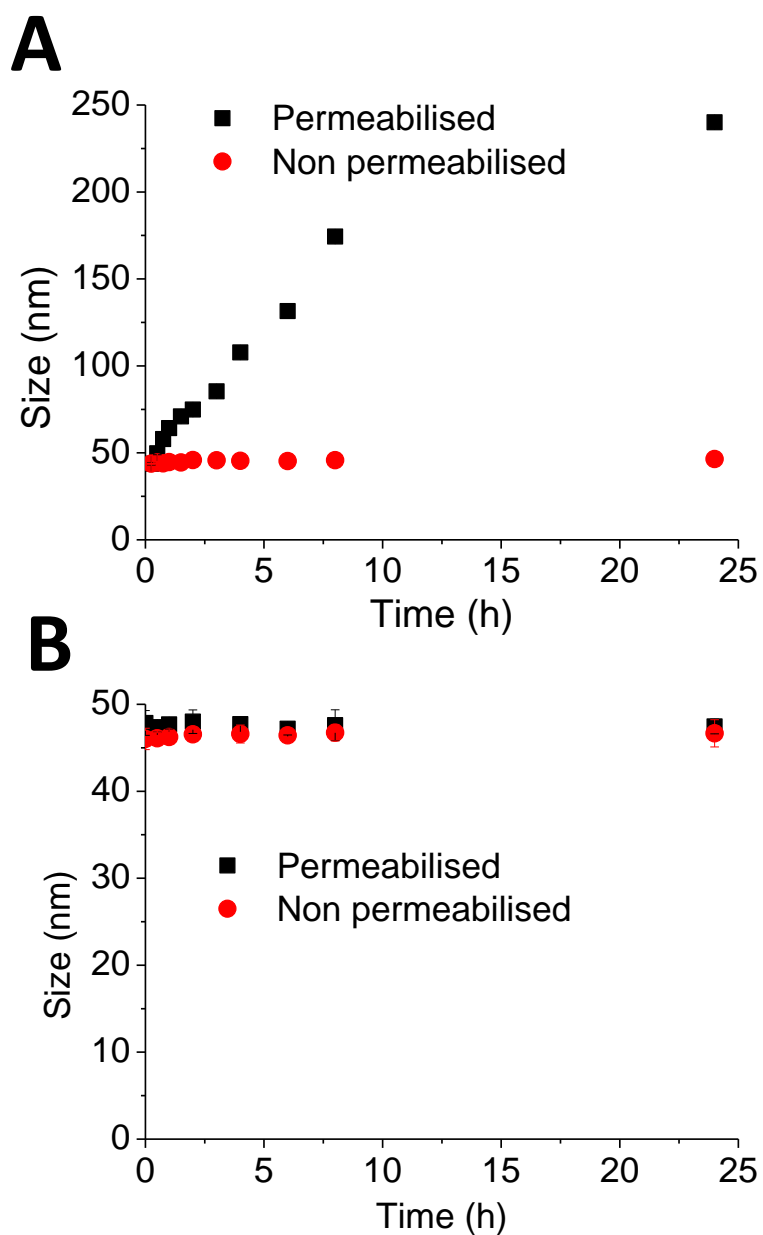 A
Permeabilised
Non permeabilised
250
200
150
100
50
0
Size (nm)
0 5 10 15 20 25
Time (h)
B
50
40
30
20
10
0
Permeabilised
Non permeabilised
Size (nm)
0 5 10 15 20 25
Time (h)